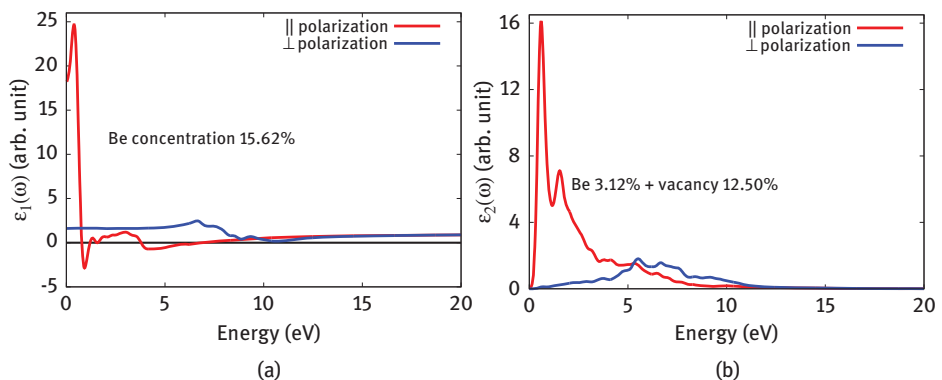 || polarization
⊥ polarization
Be concentration 15.62%
ε1(ω) (arb. unit)
25
20
15
10
5
0
-5
0
5
10
15
20
Energy (eV)
(a)
|| polarization
⊥ polarization
Be 3.12% + vacancy 12.50%
ε2(ω) (arb. unit)
16
12
8
4
0
0
5
10
15
20
Energy (eV)
(b)